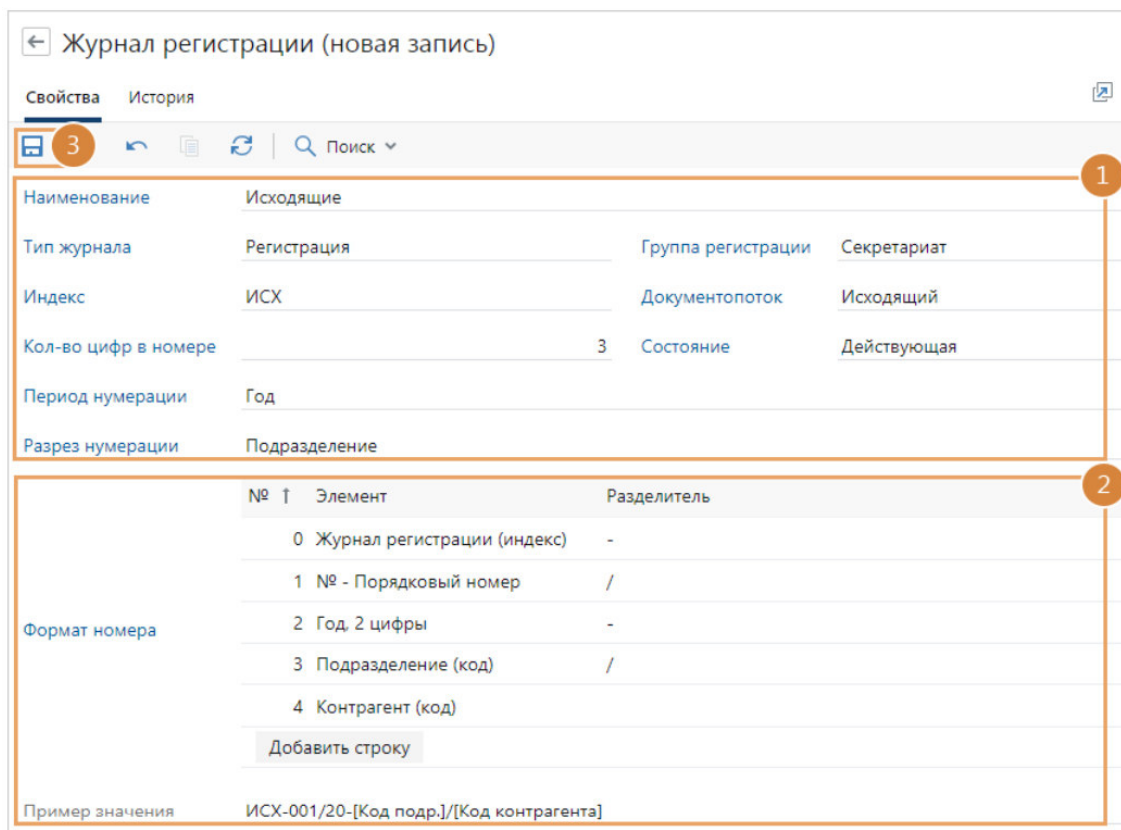 ← Журнал регистрации (новая запись)
Свойства История
3 Поиск
1
Наименование Исходящие
Тип журнала Регистрация Группа регистрации Секретариат
Индекс ИСХ Документопоток Исходящий
Кол-во цифр в номере 3 Состояние Действующая
Период нумерации Год
Разрез нумерации Подразделение
2
№ ↑ Элемент Разделитель
0 Журнал регистрации (индекс) -
1 № - Порядковый номер /
2 Год, 2 цифры -
Формат номера
3 Подразделение (код) /
4 Контрагент (код)
Добавить строку
Пример значения ИСХ-001/20-[Код подр.]/[Код контрагента]